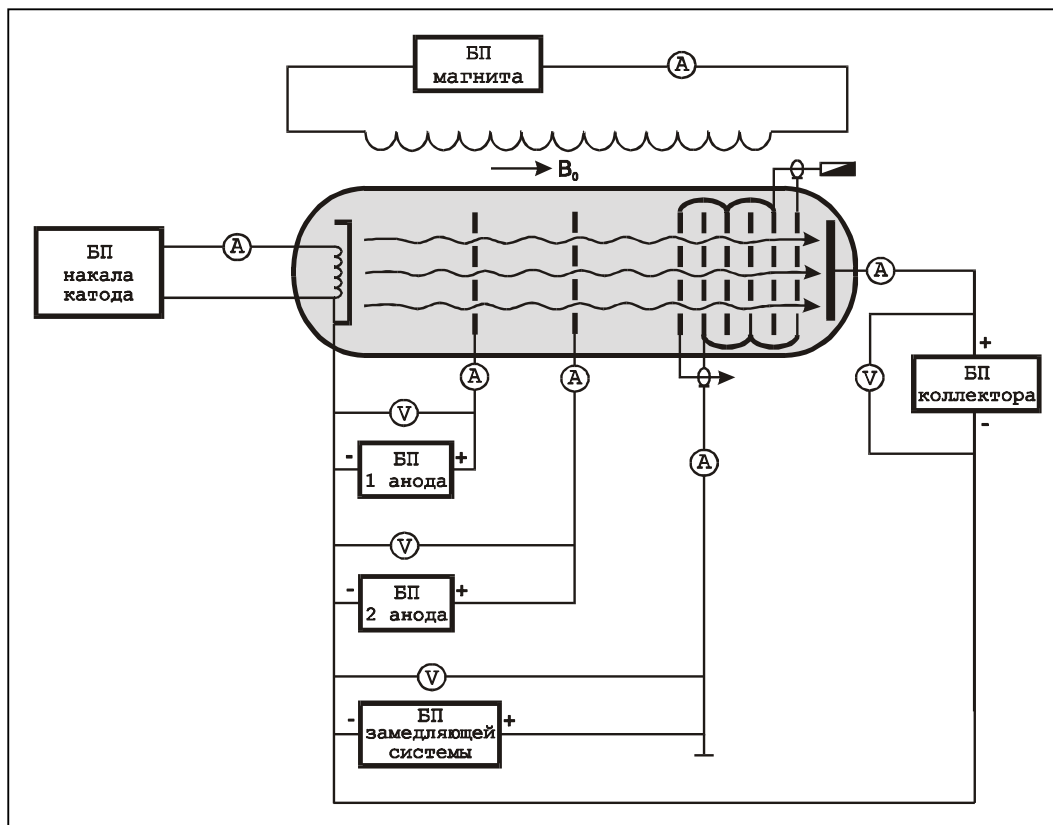 БП
магнита
A
B₀
БП
накала
катода
A
A
A
A
V
БП
коллектора
+
-
V
-
БП
1 анода
+
A
V
-
БП
2 анода
+
V
-
БП
замедляющей
системы
+